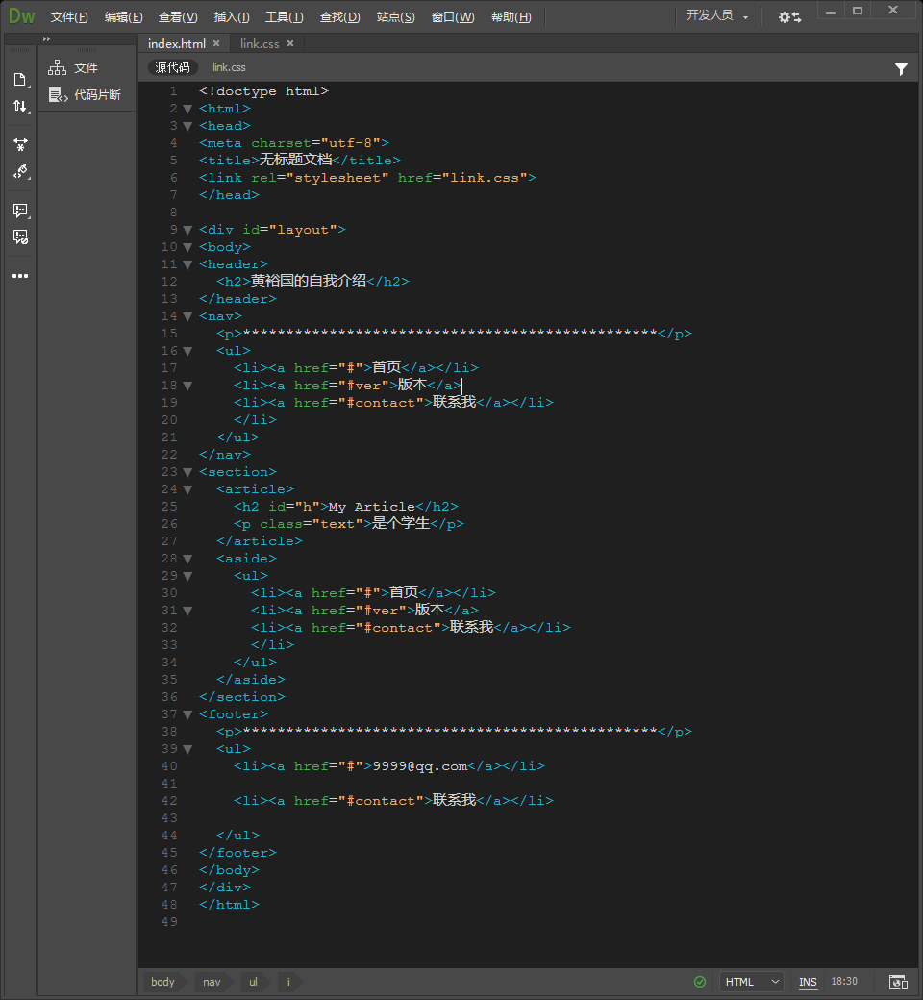 Dw 文件(F) 编辑(E) 查看(V) 插入(I) 工具(T) 查找(D) 站点(S) 窗口(W) 帮助(H) 开发人员
index.html × link.css ×
文件
代码片断
源代码 link.css
1 <!doctype html>
2 <html>
3 <head>
4 <meta charset="utf-8">
5 <title>无标题文档</title>
6 <link rel="stylesheet" href="link.css">
7 </head>
8
9 <div id="layout">
10 <body>
11 <header>
12 <h2>黄裕国的自我介绍</h2>
13 </header>
14 <nav>
15 <p>************************************************</p>
16 <ul>
17 <li><a href="#">首页</a></li>
18 <li><a href="#ver">版本</a>
19 <li><a href="#contact">联系我</a></li>
20 </li>
21 </ul>
22 </nav>
23 <section>
24 <article>
25 <h2 id="h">My Article</h2>
26 <p class="text">是个学生</p>
27 </article>
28 <aside>
29 <ul>
30 <li><a href="#">首页</a></li>
31 <li><a href="#ver">版本</a>
32 <li><a href="#contact">联系我</a></li>
33 </li>
34 </ul>
35 </aside>
36 </section>
37 <footer>
38 <p>************************************************</p>
39 <ul>
40 <li><a href="#">9999@qq.com</a></li>
41
42 <li><a href="#contact">联系我</a></li>
43
44 </ul>
45 </footer>
46 </body>
47 </div>
48 </html>
49
body nav ul li HTML INS 18:30